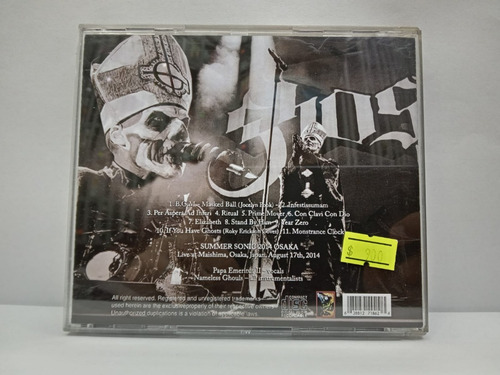 1. B.G.M. - Masked Ball (Jocelyn Pook) - 2. Infestissumam
3. Per Aspera Ad Inferi 4. Ritual 5. Prime Mover 6. Con Clavi Con Dio
7. Elizabeth 8. Stand By Him 9. Year Zero
10. If You Have Ghosts (Roky Erickson Cover) 11. Monstrance Clock
SUMMER SONIC 2014 OSAKA
Live at Maishima, Osaka, Japan, August 17th, 2014
Papa Emeritus II - Vocals
Nameless Ghouls - Instrumentalists
$ 900
All right reserved. Registered and unregistered trademarks
used herein are the exclusive property of their respective
Unauthorized duplications is a violation of applicable laws.
COMPACT
disc